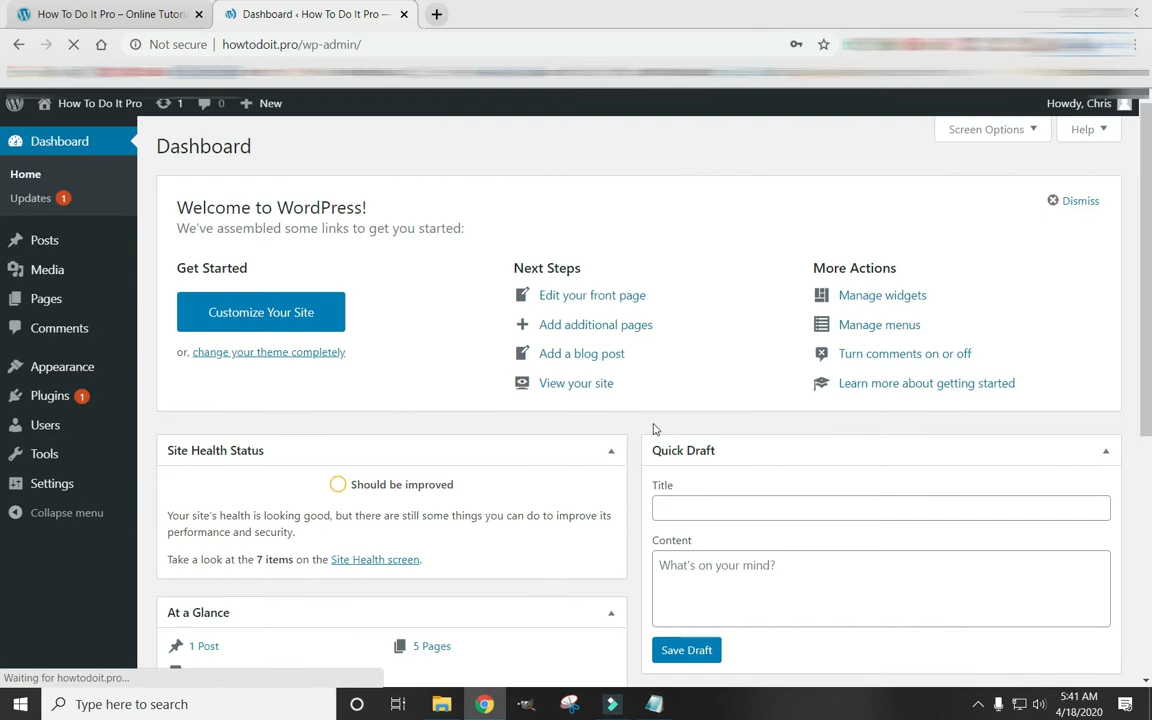 How To Do It Pro – Online Tutori
Dashboard ‹ How To Do It Pro —
Not secure howtodoit.pro/wp-admin/
How To Do It Pro 1 0 New Howdy, Chris
Screen Options Help
Dashboard
Home
Updates 1
Posts
Media
Pages
Comments
Appearance
Plugins 1
Users
Tools
Settings
Collapse menu
Dashboard
Welcome to WordPress!
We've assembled some links to get you started:
Dismiss
Get Started
Customize Your Site
or, change your theme completely
Next Steps
Edit your front page
Add additional pages
Add a blog post
View your site
More Actions
Manage widgets
Manage menus
Turn comments on or off
Learn more about getting started
Site Health Status
Should be improved
Your site's health is looking good, but there are still some things you can do to improve its
performance and security.
Take a look at the 7 items on the Site Health screen.
At a Glance
1 Post 5 Pages
Quick Draft
Title
Content
What's on your mind?
Save Draft
Waiting for howtodoit.pro...
Type here to search
5:41 AM
4/18/2020